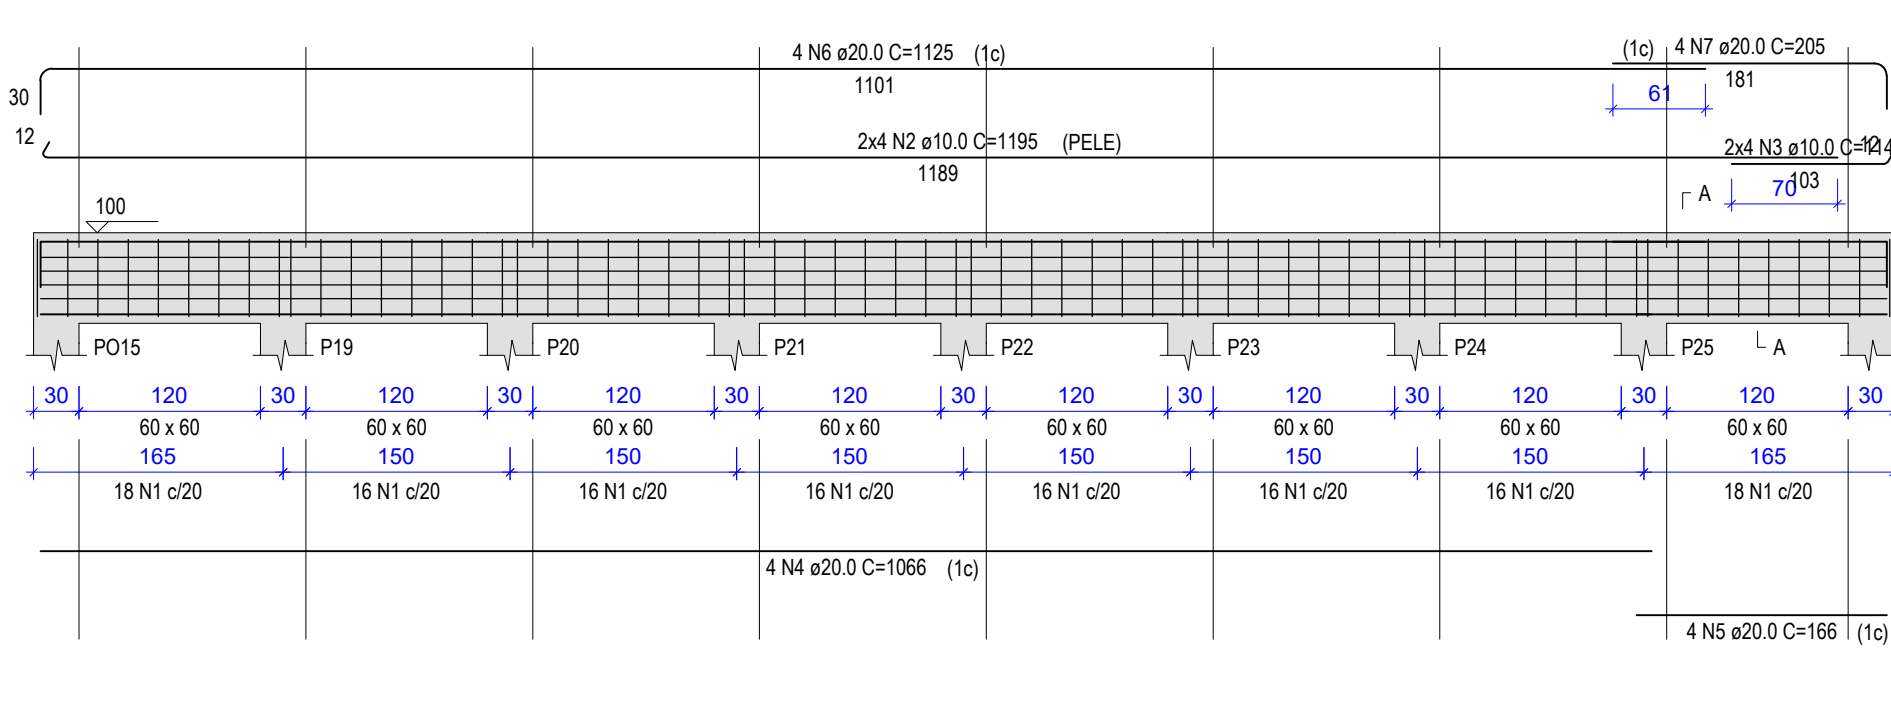 4 N6 ø20.0 C=1125 (1c)
1101
(1c) 4 N7 ø20.0 C=205
181
61
30
12
2x4 N2 ø10.0 C=1195 (PELE)
1189
2x4 N3 ø10.0 C=114
12
103
70
A
100
PO15 P19 P20 P21 P22 P23 P24 P25 A
30 120 30 120 30 120 30 120 30 120 30 120 30 120 30 120 30
60 x 60 60 x 60 60 x 60 60 x 60 60 x 60 60 x 60 60 x 60 60 x 60
165 150 150 150 150 150 150 165
18 N1 c/20 16 N1 c/20 16 N1 c/20 16 N1 c/20 16 N1 c/20 16 N1 c/20 16 N1 c/20 18 N1 c/20
4 N4 ø20.0 C=1066 (1c)
4 N5 ø20.0 C=166 (1c)